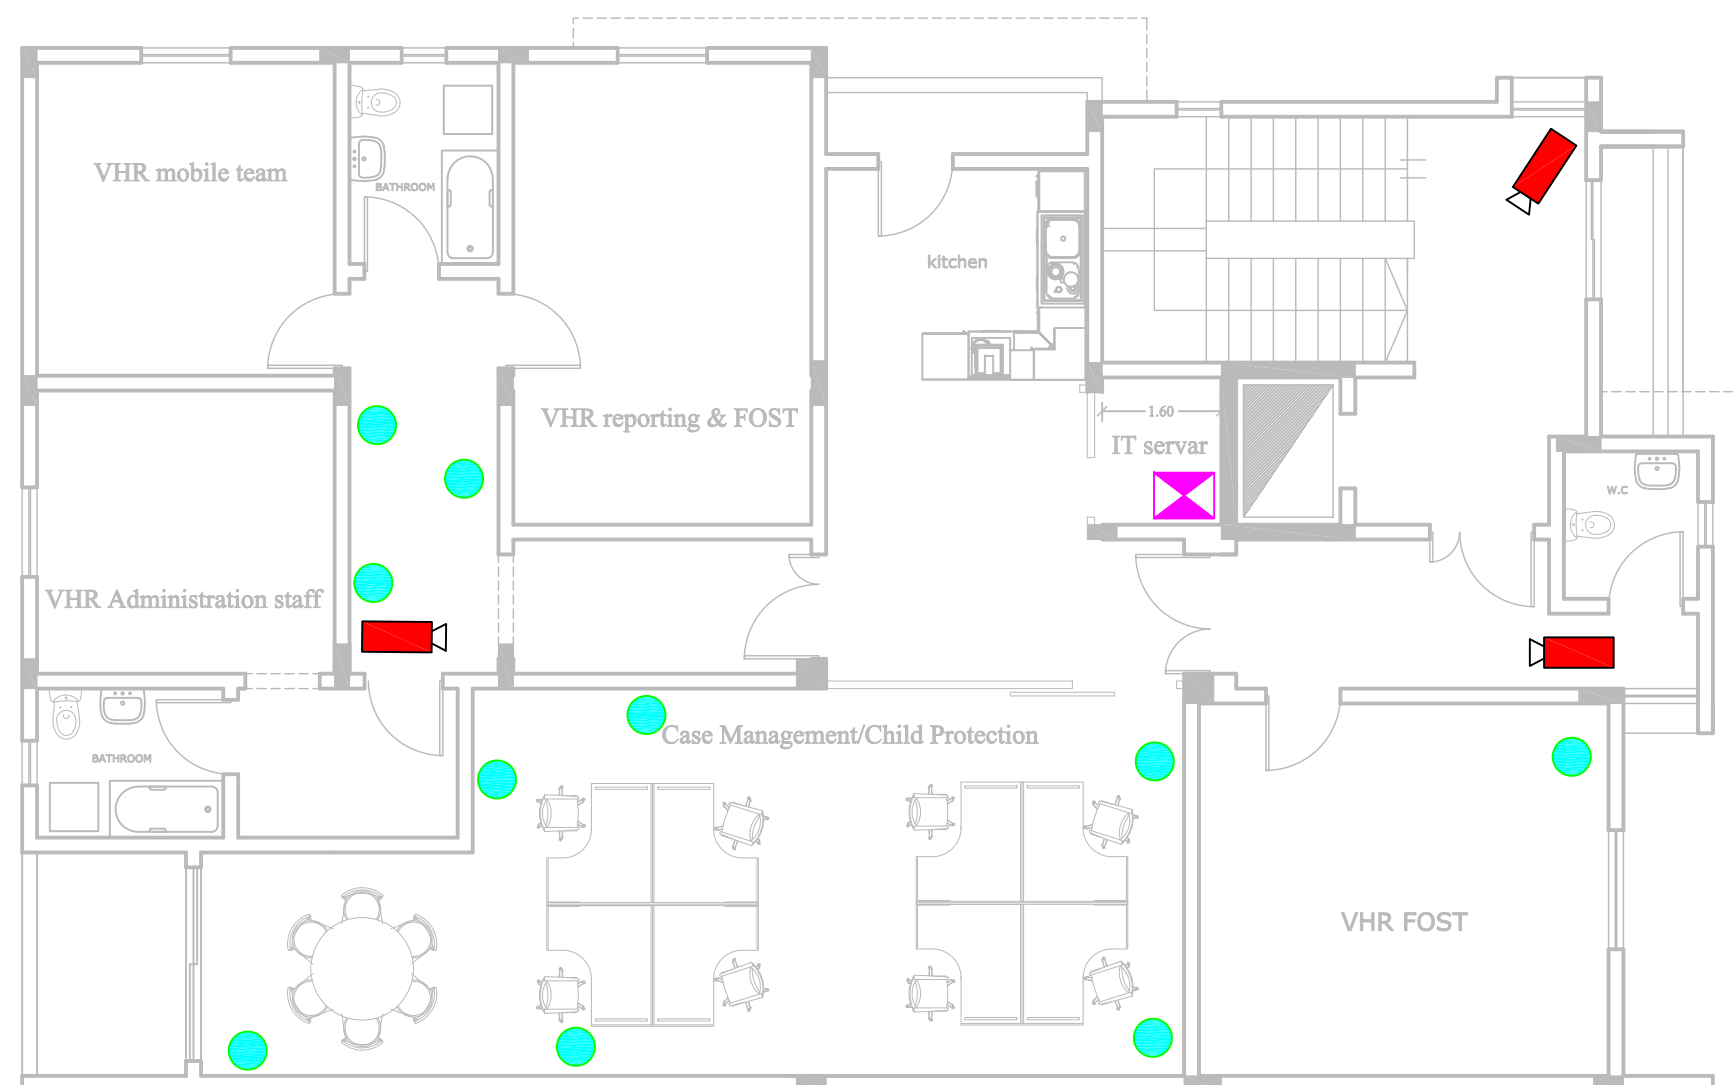 VHR mobile team
BATHROOM
kitchen
VHR reporting & FOST
1.60
IT servar
W.C
VHR Administration staff
Case Management/Child Protection
BATHROOM
VHR FOST